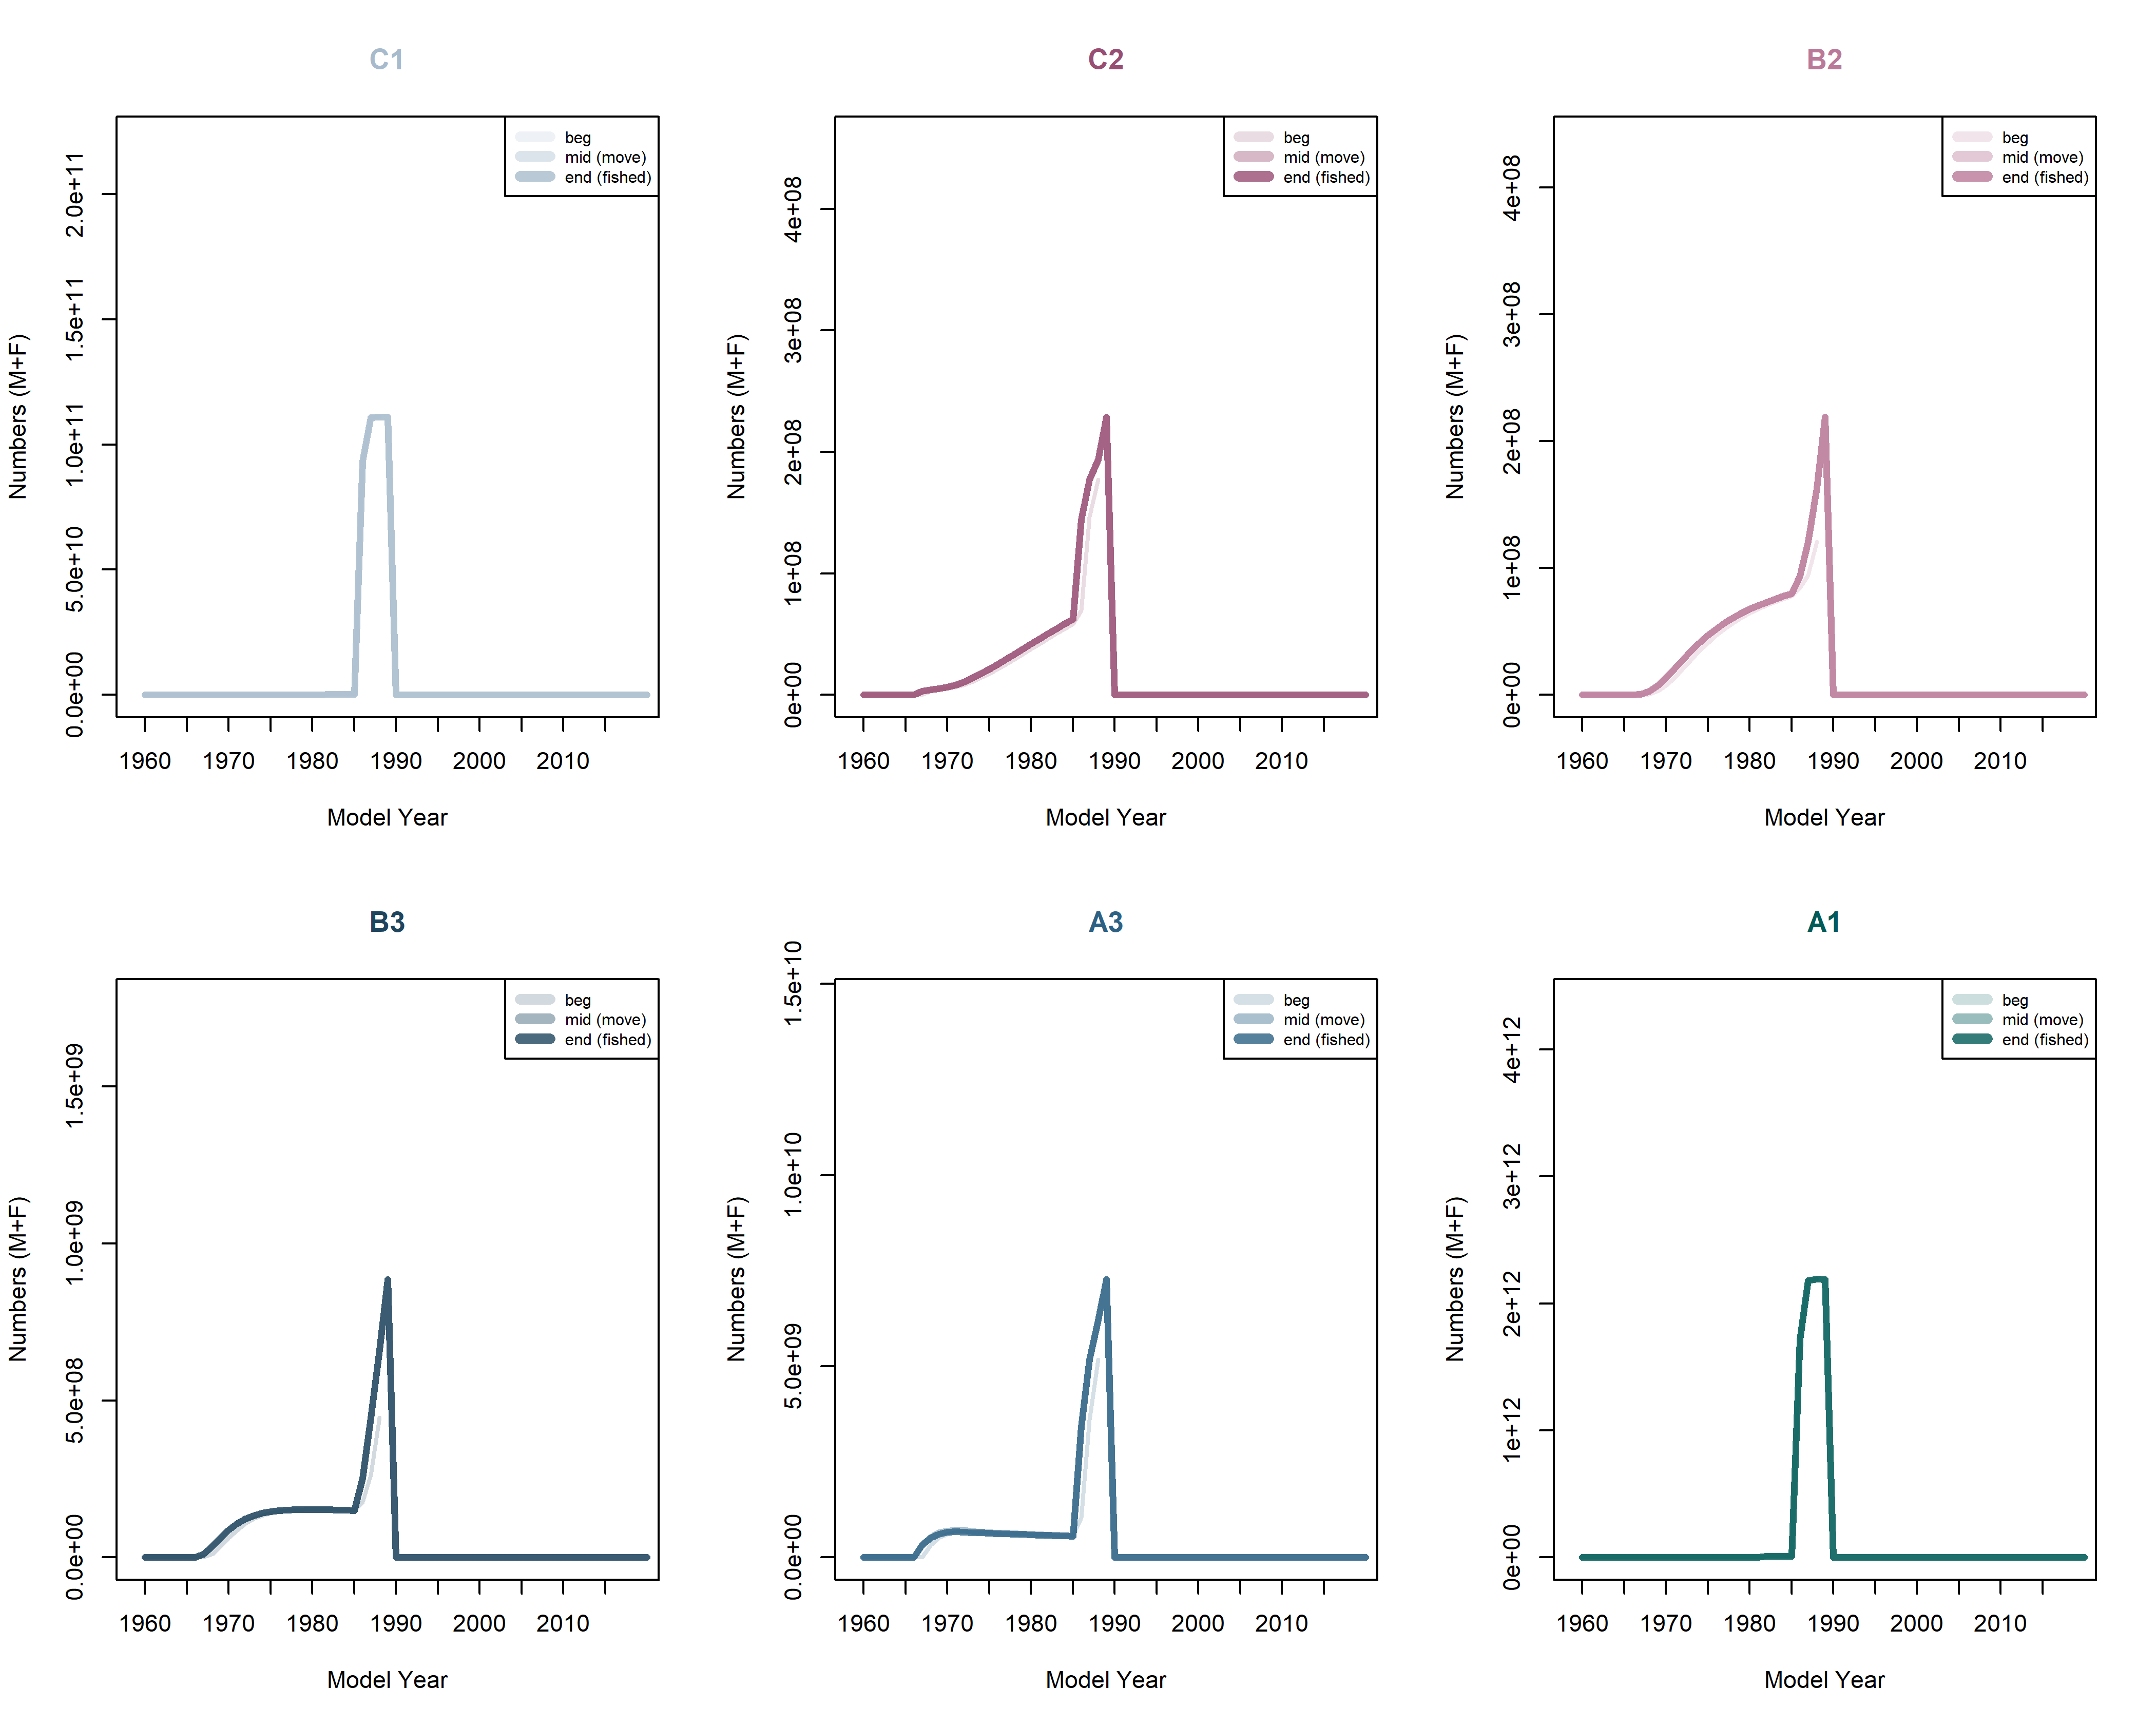 C1
beg
mid (move)
end (fished)
Numbers (M+F)
2.0e+11
1.5e+11
1.0e+11
5.0e+10
0.0e+00
1960 1970 1980 1990 2000 2010
Model Year
C2
beg
mid (move)
end (fished)
Numbers (M+F)
4e+08
3e+08
2e+08
1e+08
0e+00
1960 1970 1980 1990 2000 2010
Model Year
B2
beg
mid (move)
end (fished)
Numbers (M+F)
4e+08
3e+08
2e+08
1e+08
0e+00
1960 1970 1980 1990 2000 2010
Model Year
B3
beg
mid (move)
end (fished)
Numbers (M+F)
1.5e+09
1.0e+09
5.0e+08
0.0e+00
1960 1970 1980 1990 2000 2010
Model Year
A3
beg
mid (move)
end (fished)
Numbers (M+F)
1.5e+10
1.0e+10
5.0e+09
0.0e+00
1960 1970 1980 1990 2000 2010
Model Year
A1
beg
mid (move)
end (fished)
Numbers (M+F)
4e+12
3e+12
2e+12
1e+12
0e+00
1960 1970 1980 1990 2000 2010
Model Year